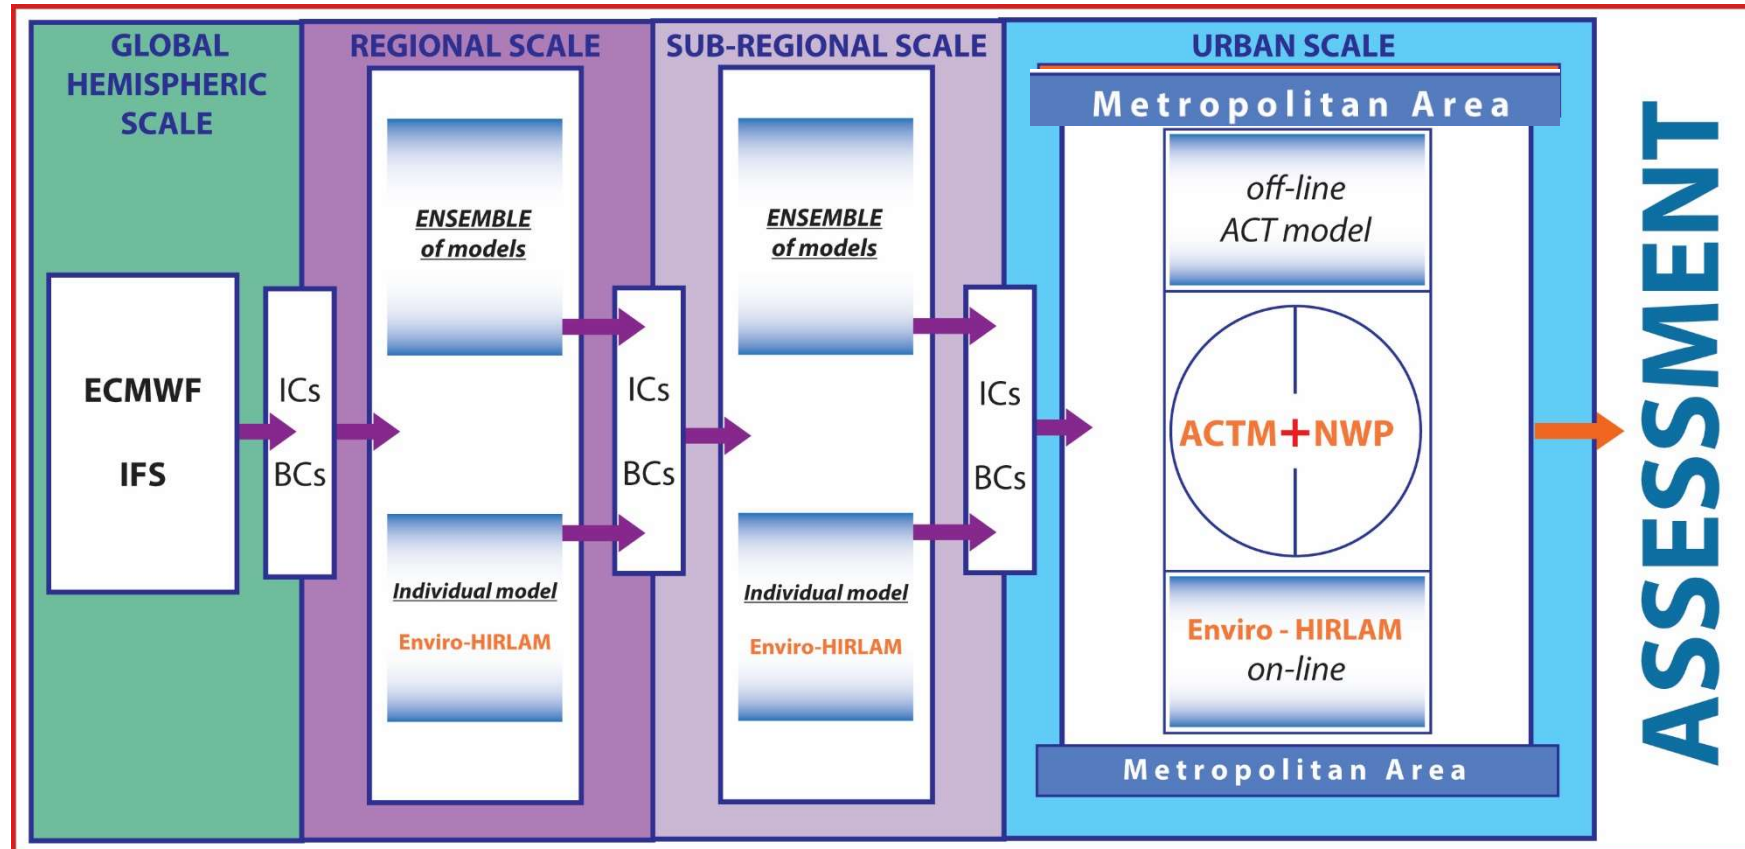 GLOBAL
HEMISPHERIC
SCALE
ECMWF
IFS
ICs
BCs
REGIONAL SCALE
ENSEMBLE
of models
Individual model
Enviro-HIRLAM
ICs
BCs
SUB-REGIONAL SCALE
ENSEMBLE
of models
Individual model
Enviro-HIRLAM
ICs
BCs
URBAN SCALE
Metropolitan Area
off-line
ACT model
ACTM+NWP
Enviro - HIRLAM
on-line
Metropolitan Area
ASSESSMENT